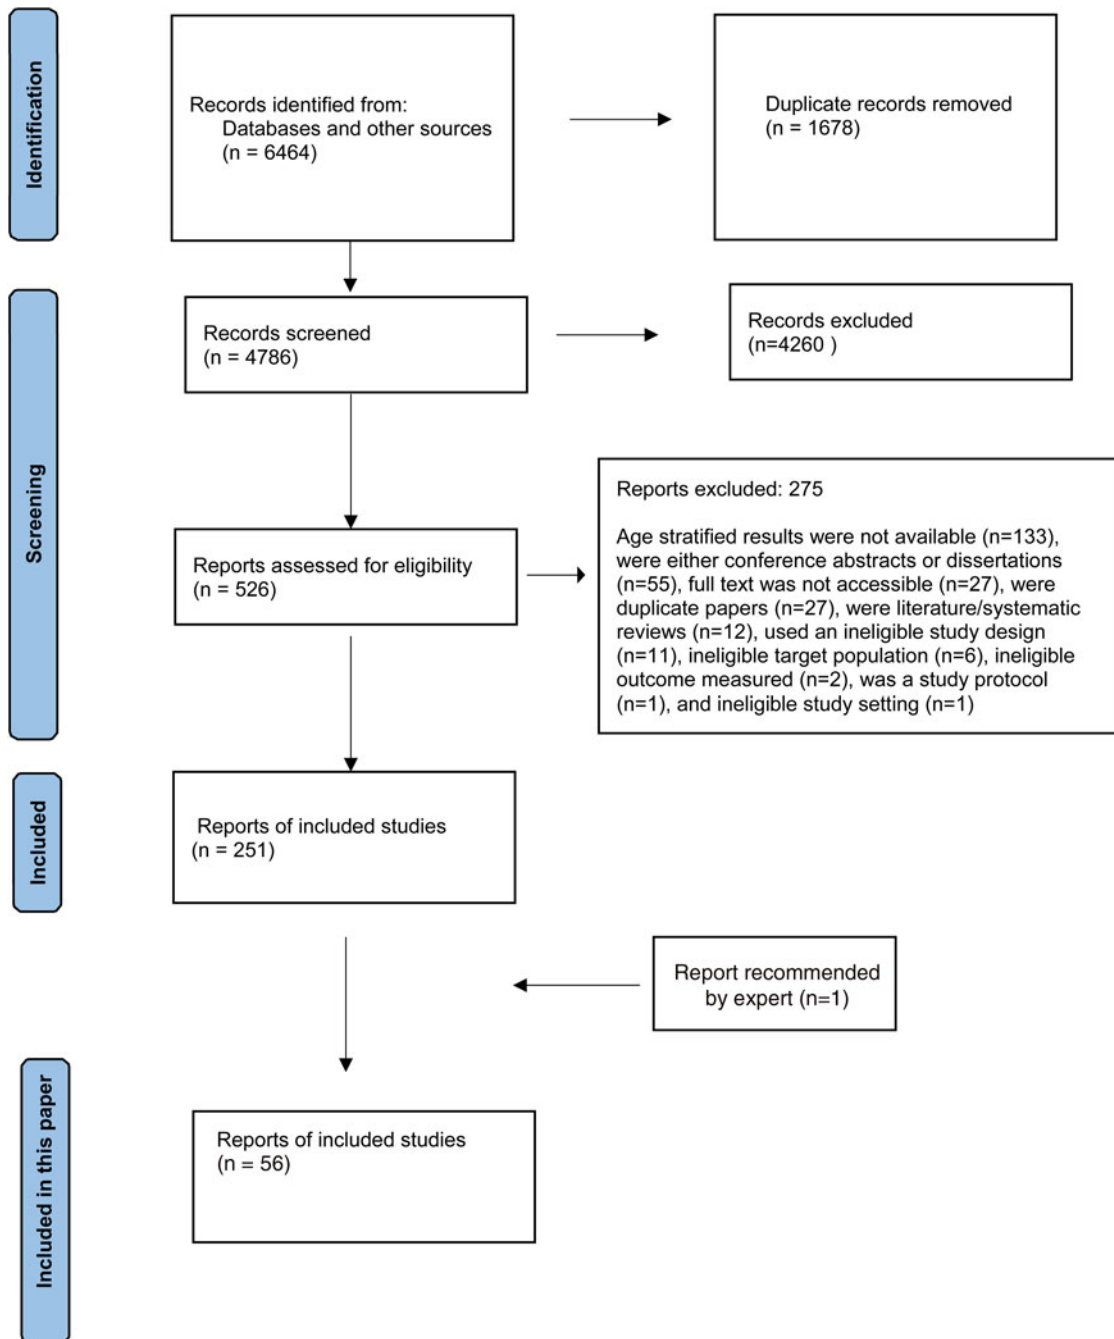 Identification
Records identified from:
Databases and other sources
(n = 6464)
Duplicate records removed
(n = 1678)
Screening
Records screened
(n = 4786)
Records excluded
(n=4260 )
Reports assessed for eligibility
(n = 526)
Reports excluded: 275
Age stratified results were not available (n=133),
were either conference abstracts or dissertations
(n=55), full text was not accessible (n=27), were
duplicate papers (n=27), were literature/systematic
reviews (n=12), used an ineligible study design
(n=11), ineligible target population (n=6), ineligible
outcome measured (n=2), was a study protocol
(n=1), and ineligible study setting (n=1)
Included
Reports of included studies
(n = 251)
Report recommended
by expert (n=1)
Included in this paper
Reports of included studies
(n = 56)